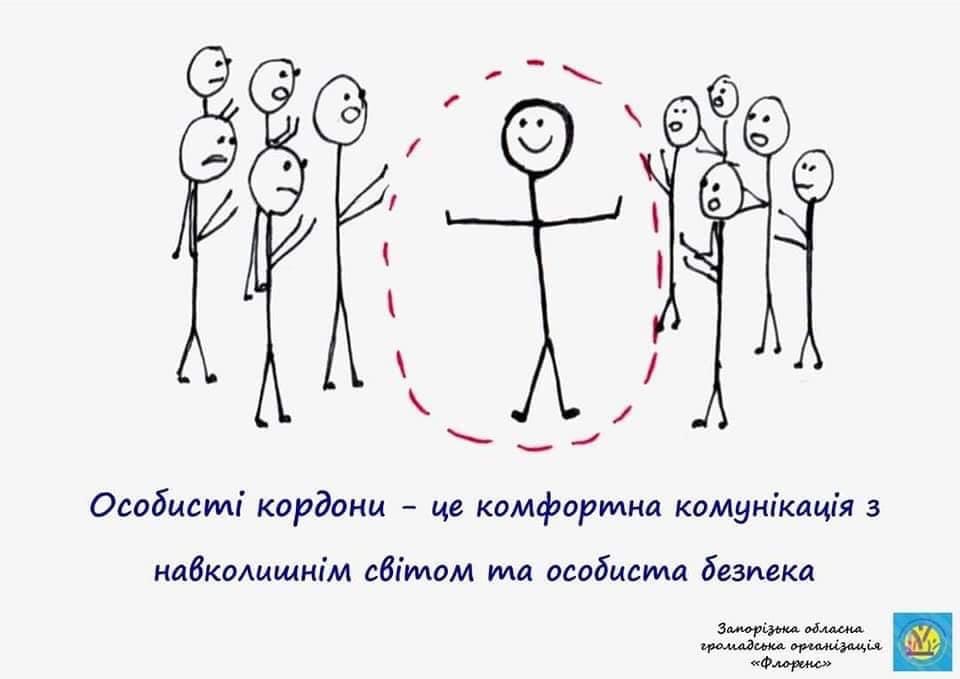 Особисті кордони - це комфортна комунікація з
навколишнім світом та особиста безпека
Запорізька обласна
громадська організація
«Флоренс»